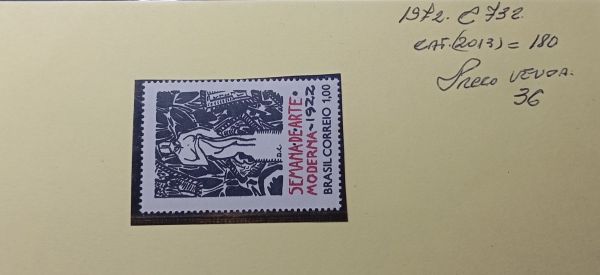 1972. C 732.
CAT. (2013) = 180
Preço VENDA.
36
SEMANA·DE·ARTE·
MODERNA~1922
BRASIL CORREIO 1,00
D.C.